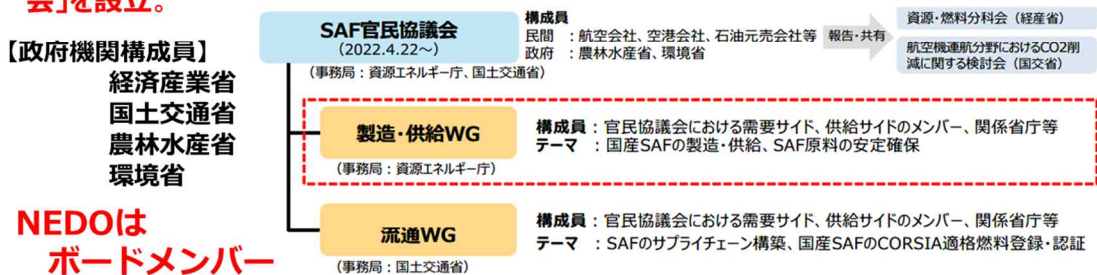 会」を設立。
【政府機関構成員】
経済産業省
国土交通省
農林水産省
環境省
NEDOは
ボードメンバー
SAF官民協議会
(2022.4.22~)
(事務局:資源エネルギー庁、国土交通省)
構成員
民間:航空会社、空港会社、石油元売会社等
政府:農林水産省、環境省
報告・共有
資源・燃料分科会(経産省)
航空機運航分野におけるCO2削
減に関する検討会(国交省)
製造・供給WG
(事務局:資源エネルギー庁)
構成員:官民協議会における需要サイド、供給サイドのメンバー、関係省庁等
テーマ:国産SAFの製造・供給、SAF原料の安定確保
流通WG
(事務局:国土交通省)
構成員:官民協議会における需要サイド、供給サイドのメンバー、関係省庁等
テーマ:SAFのサプライチェーン構築、国産SAFのCORSIA適格燃料登録・認証